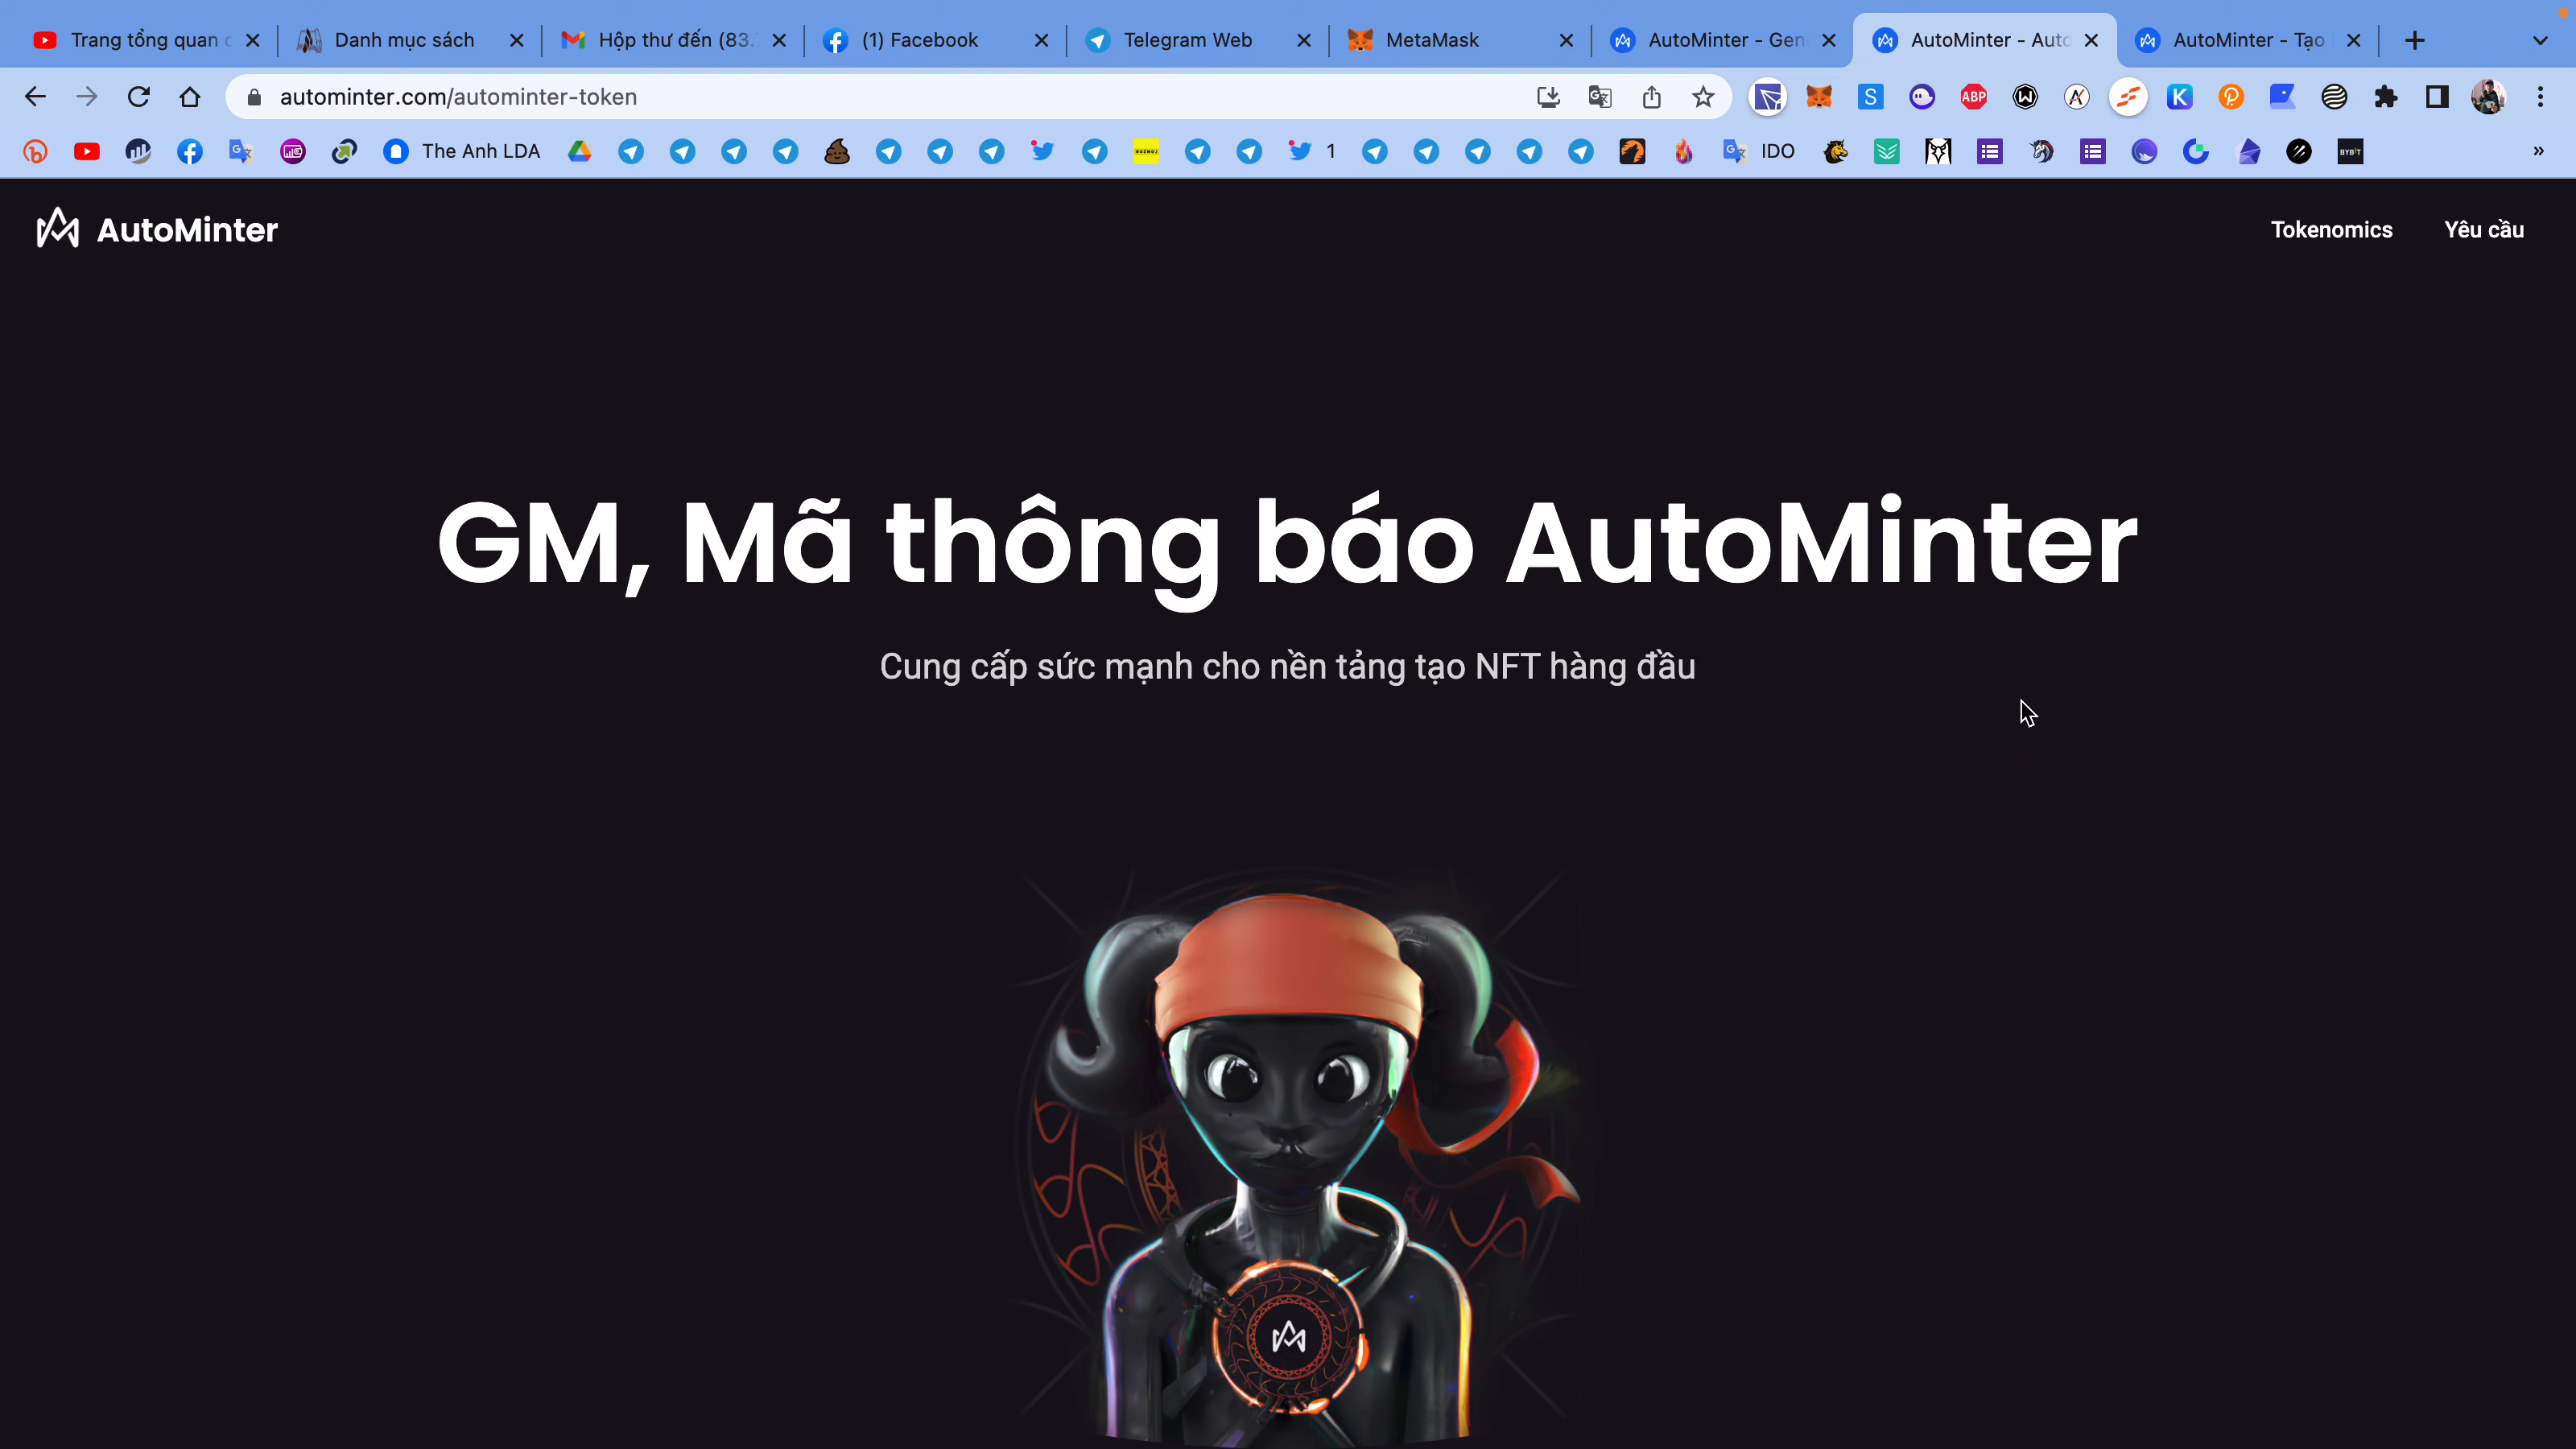 Trang tổng quan c
Danh mục sách
Hộp thư đến (83.
(1) Facebook
Telegram Web
MetaMask
AutoMinter - Gen
AutoMinter - Auto
AutoMinter - Tạo
autominter.com/autominter-token
The Anh LDA
1
IDO
AutoMinter
Tokenomics
Yêu cầu
GM, Mã thông báo AutoMinter
Cung cấp sức mạnh cho nền tảng tạo NFT hàng đầu